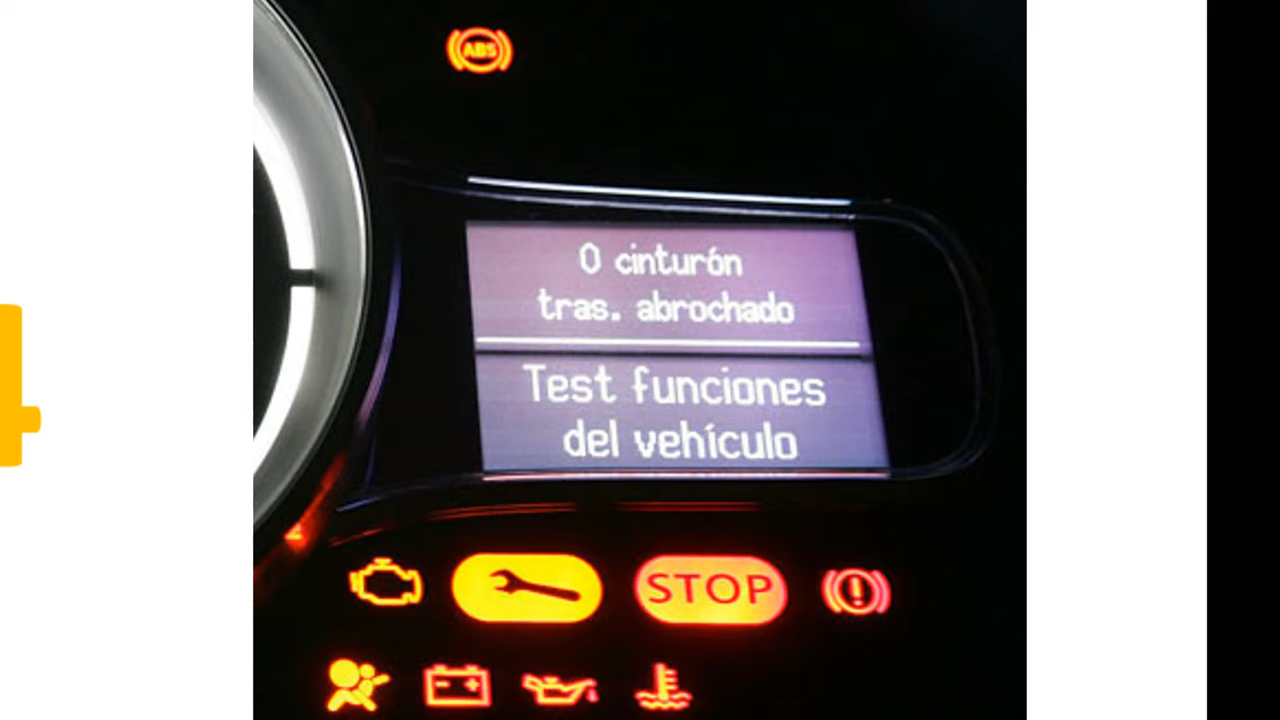 ABS
0 cinturón
tras. abrochado
Test funciones
del vehículo
STOP